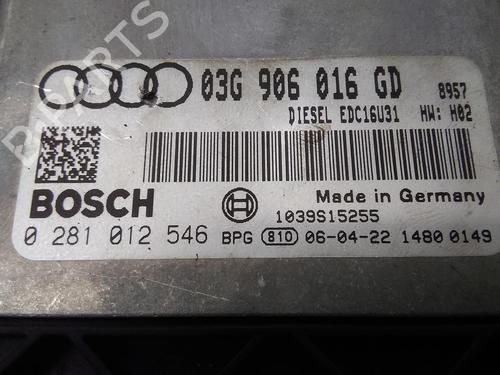 03G 906 016 GD 8957
DIESEL EDC16U31 HW: H02
BOSCH
Made in Germany
1039S15255
0 281 012 546 BPG 810 06-04-22 1480 0149
BPARTS